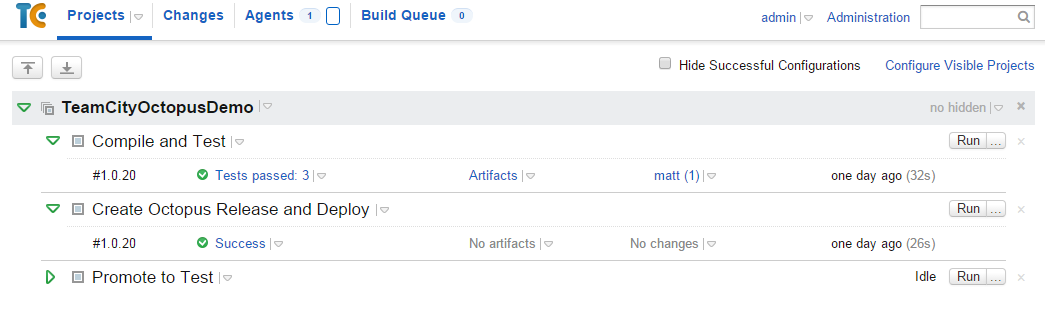 TC Projects Changes Agents 1 Build Queue 0 admin Administration
Hide Successful Configurations Configure Visible Projects
TeamCityOctopusDemo no hidden
Compile and Test Run ...
#1.0.20 Tests passed: 3 Artifacts matt (1) one day ago (32s)
Create Octopus Release and Deploy Run ...
#1.0.20 Success No artifacts No changes one day ago (26s)
Promote to Test Idle Run ...